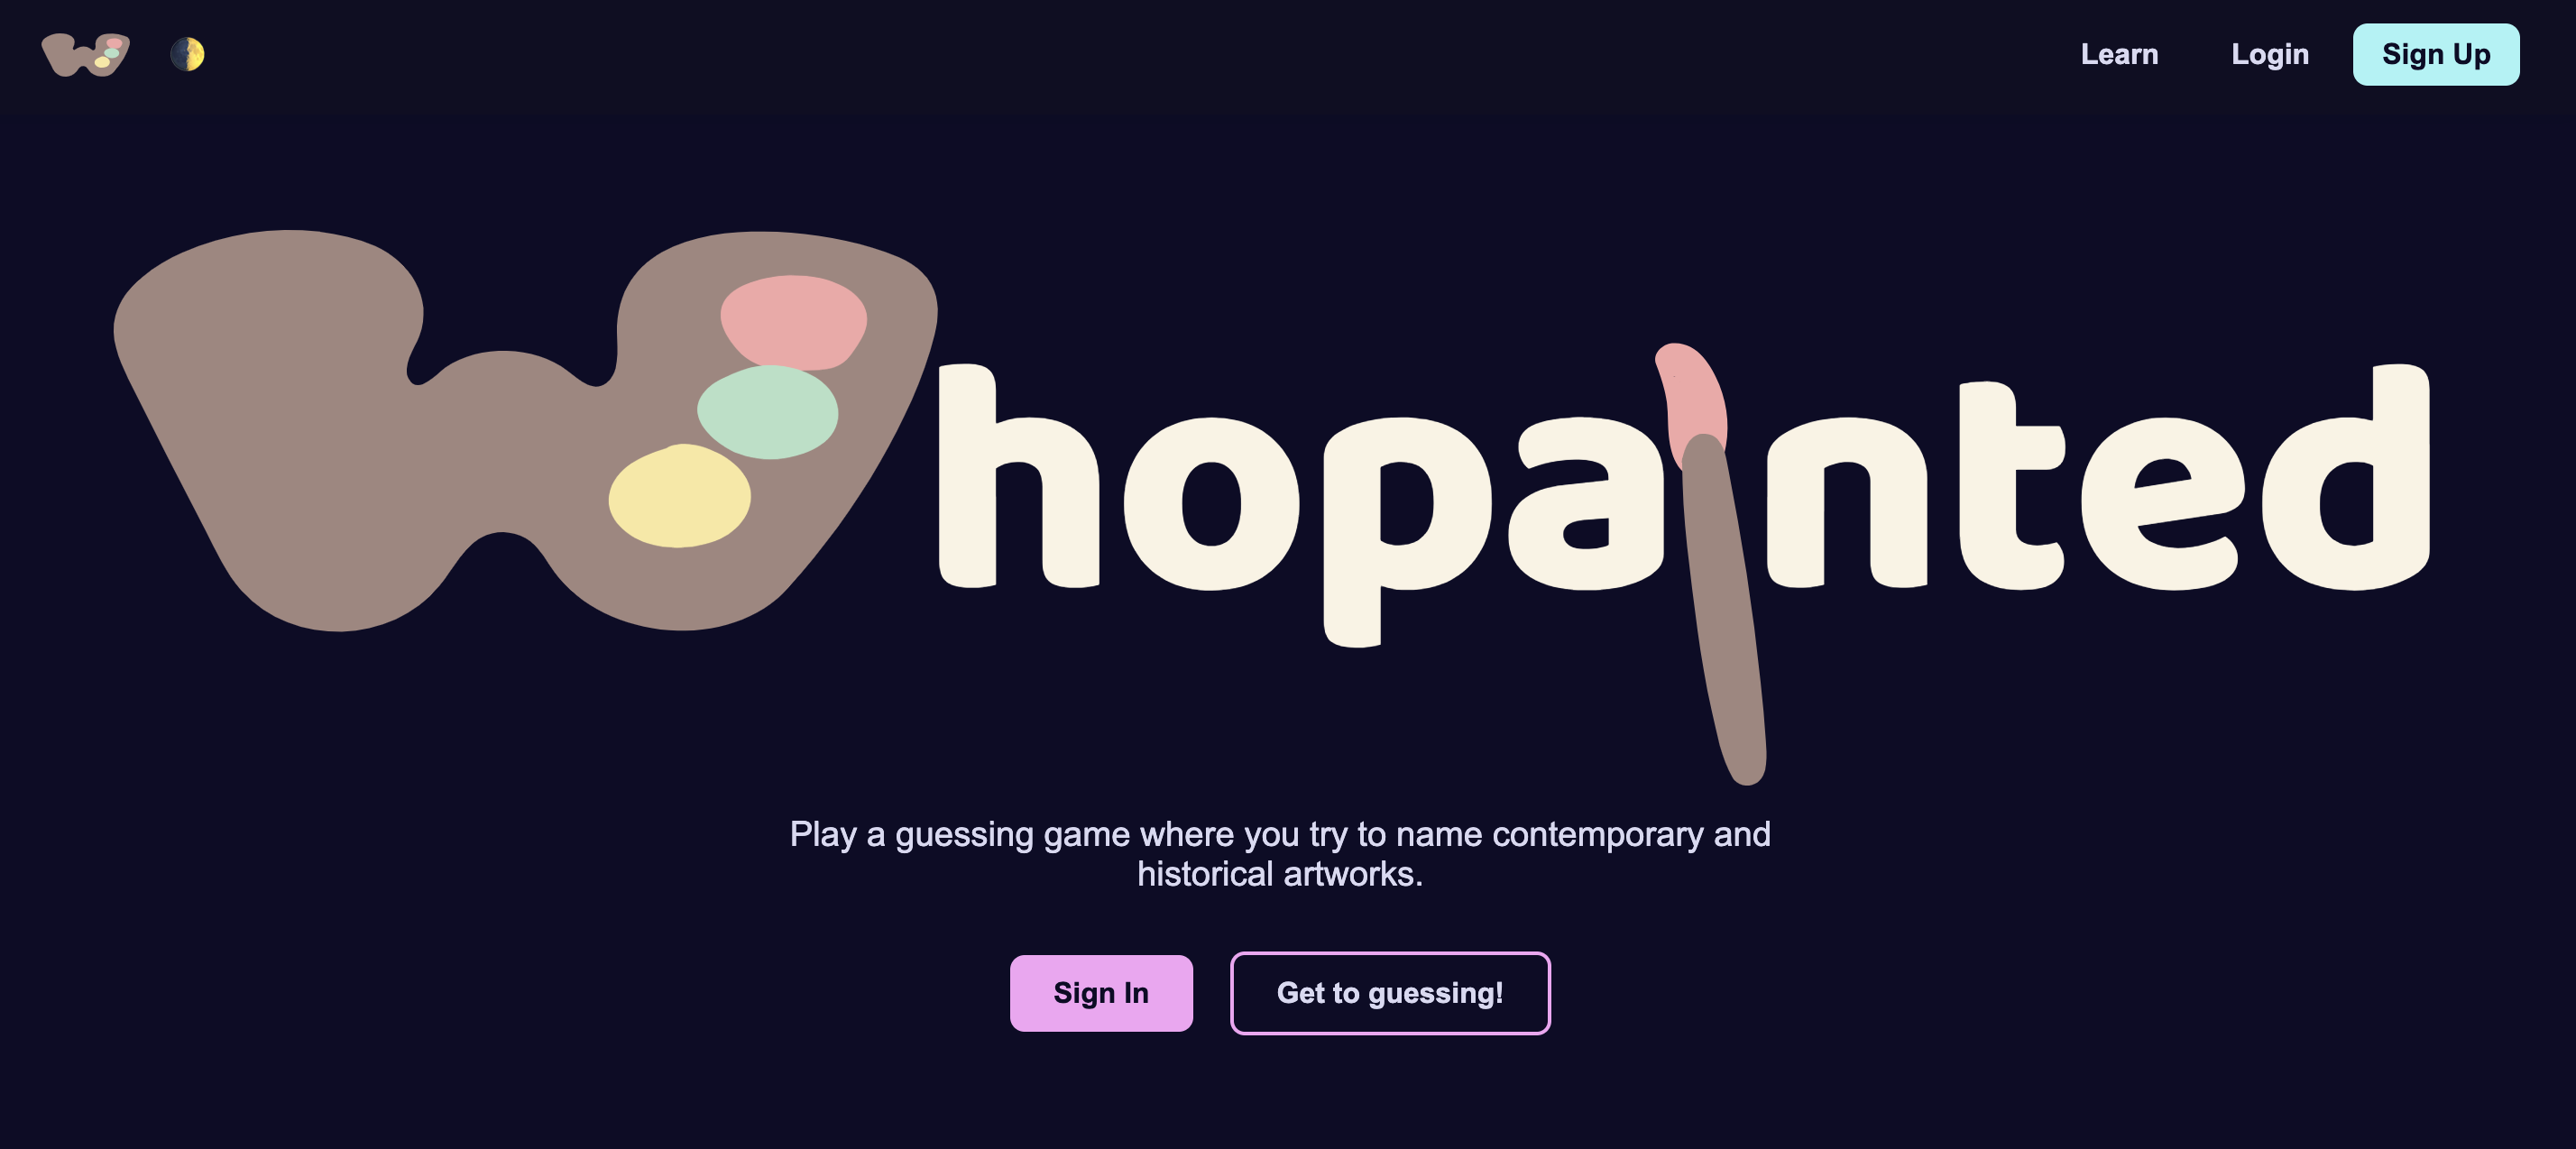 Learn Login Sign Up
Whopainted
Play a guessing game where you try to name contemporary and
historical artworks.
Sign In Get to guessing!